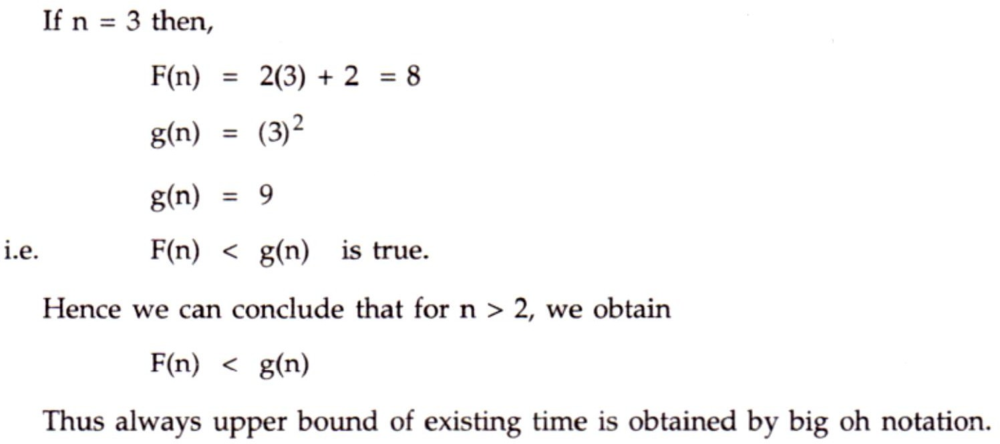 If n = 3 then,
F(n) = 2(3) + 2 = 8
g(n) = (3)²
g(n) = 9
i.e. F(n) < g(n) is true.
Hence we can conclude that for n > 2, we obtain
F(n) < g(n)
Thus always upper bound of existing time is obtained by big oh notation.